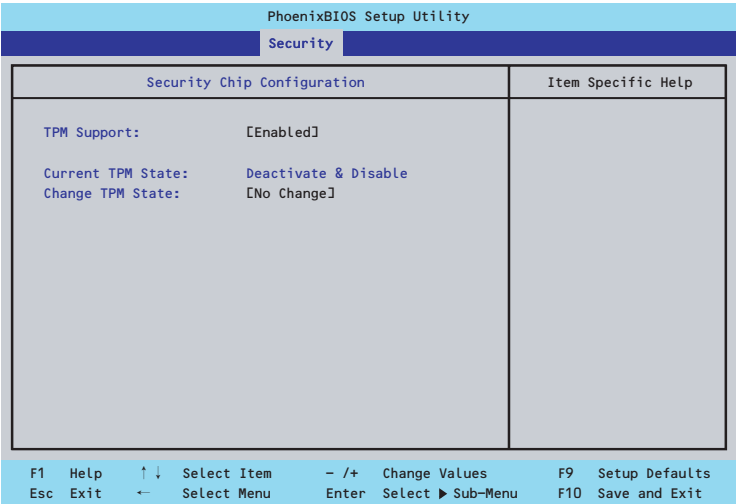 PhoenixBIOS Setup Utility
Security
Security Chip Configuration
Item Specific Help
TPM Support: [Enabled]
Current TPM State: Deactivate & Disable
Change TPM State: [No Change]
F1 Help ↑↓ Select Item - /+ Change Values F9 Setup Defaults
Esc Exit ← Select Menu Enter Select ▶ Sub-Menu F10 Save and Exit